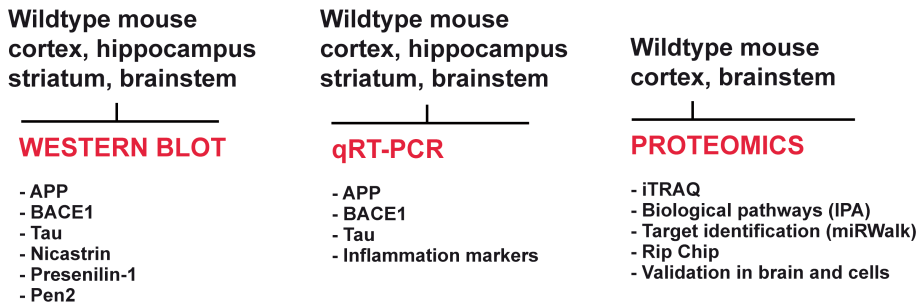 Wildtype mouse
cortex, hippocampus
striatum, brainstem
WESTERN BLOT
- APP
- BACE1
- Tau
- Nicastrin
- Presenilin-1
- Pen2
Wildtype mouse
cortex, hippocampus
striatum, brainstem
qRT-PCR
- APP
- BACE1
- Tau
- Inflammation markers
Wildtype mouse
cortex, brainstem
PROTEOMICS
- iTRAQ
- Biological pathways (IPA)
- Target identification (miRWalk)
- Rip Chip
- Validation in brain and cells